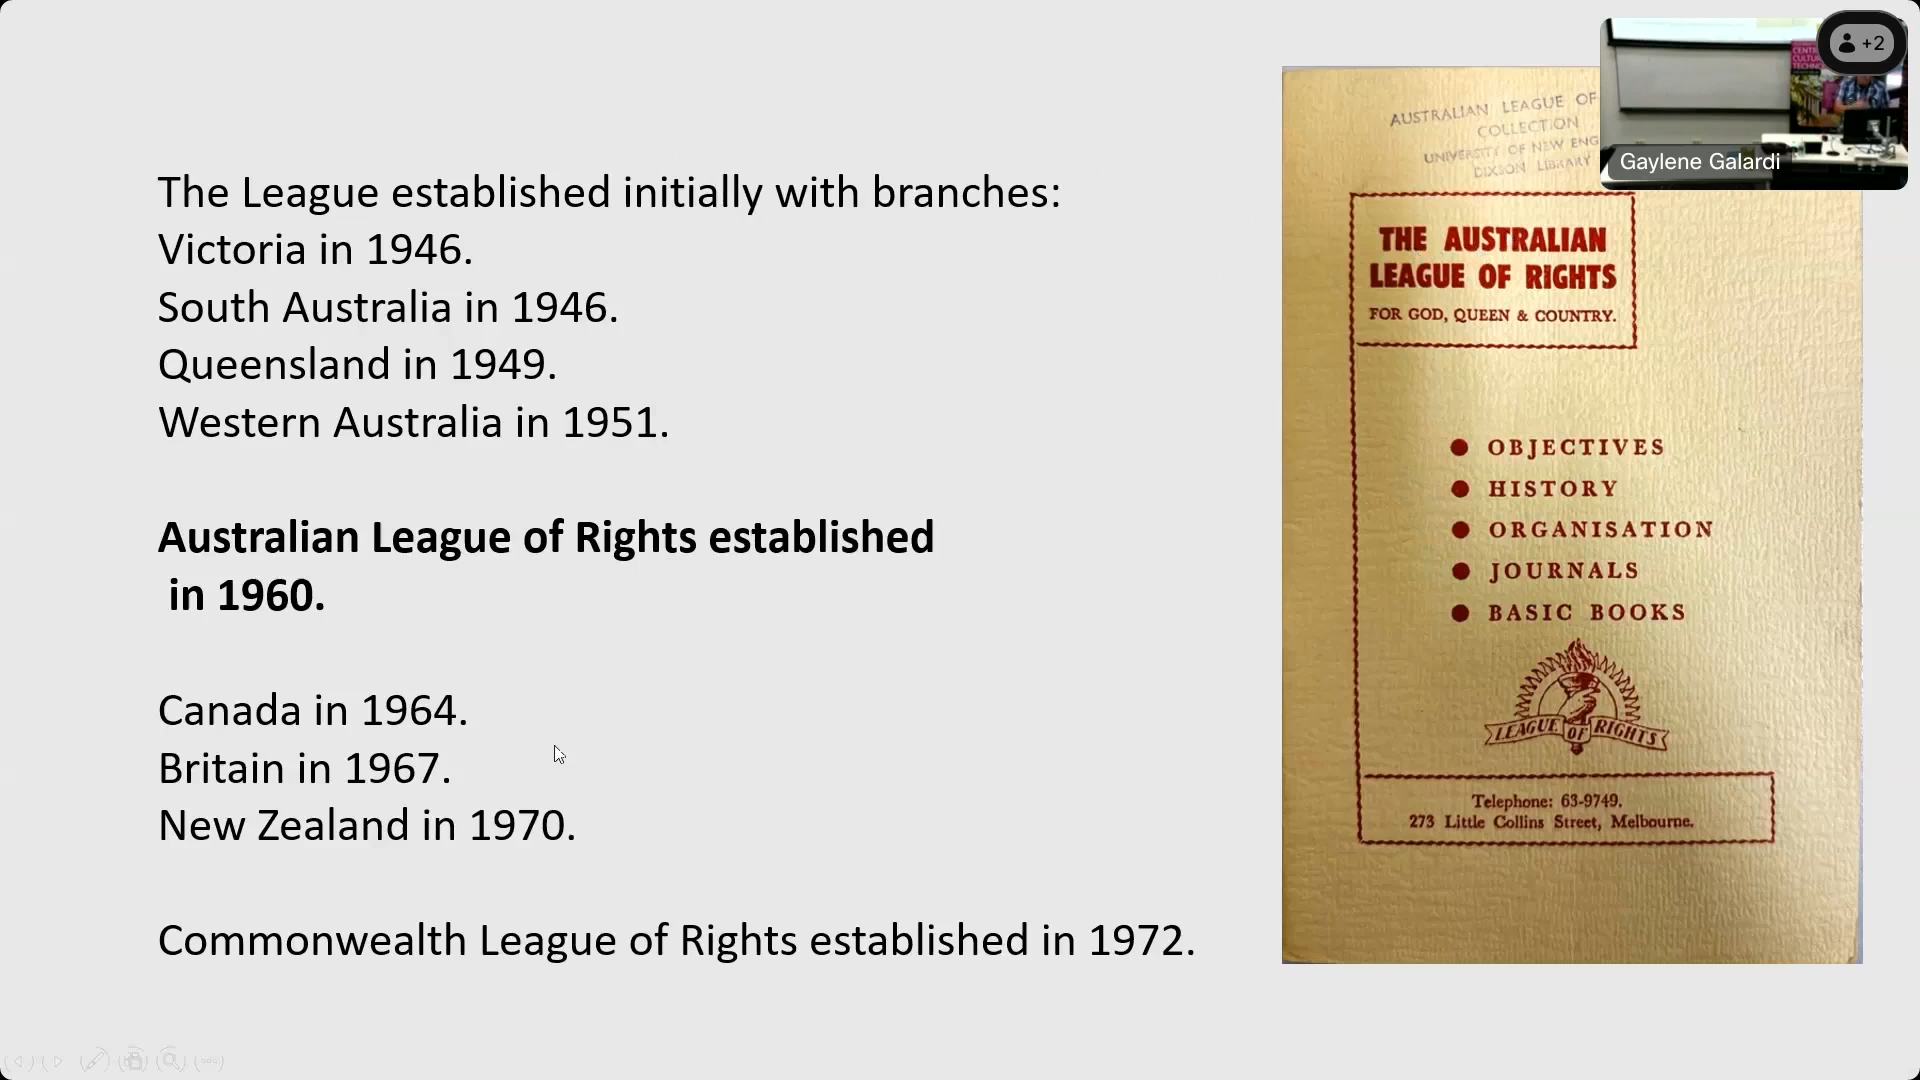 The League established initially with branches:
Victoria in 1946.
South Australia in 1946.
Queensland in 1949.
Western Australia in 1951.
Australian League of Rights established
in 1960.
Canada in 1964.
Britain in 1967.
New Zealand in 1970.
Commonwealth League of Rights established in 1972.
AUSTRALIAN LEAGUE OF
COLLECTION
UNIVERSITY OF NEW ENG
DIXSON LIBRARY
THE AUSTRALIAN
LEAGUE OF RIGHTS
FOR GOD, QUEEN & COUNTRY.
● OBJECTIVES
● HISTORY
● ORGANISATION
● JOURNALS
● BASIC BOOKS
LEAGUE OF RIGHTS
Telephone: 63-9749.
273 Little Collins Street, Melbourne.
+2
Gaylene Galardi